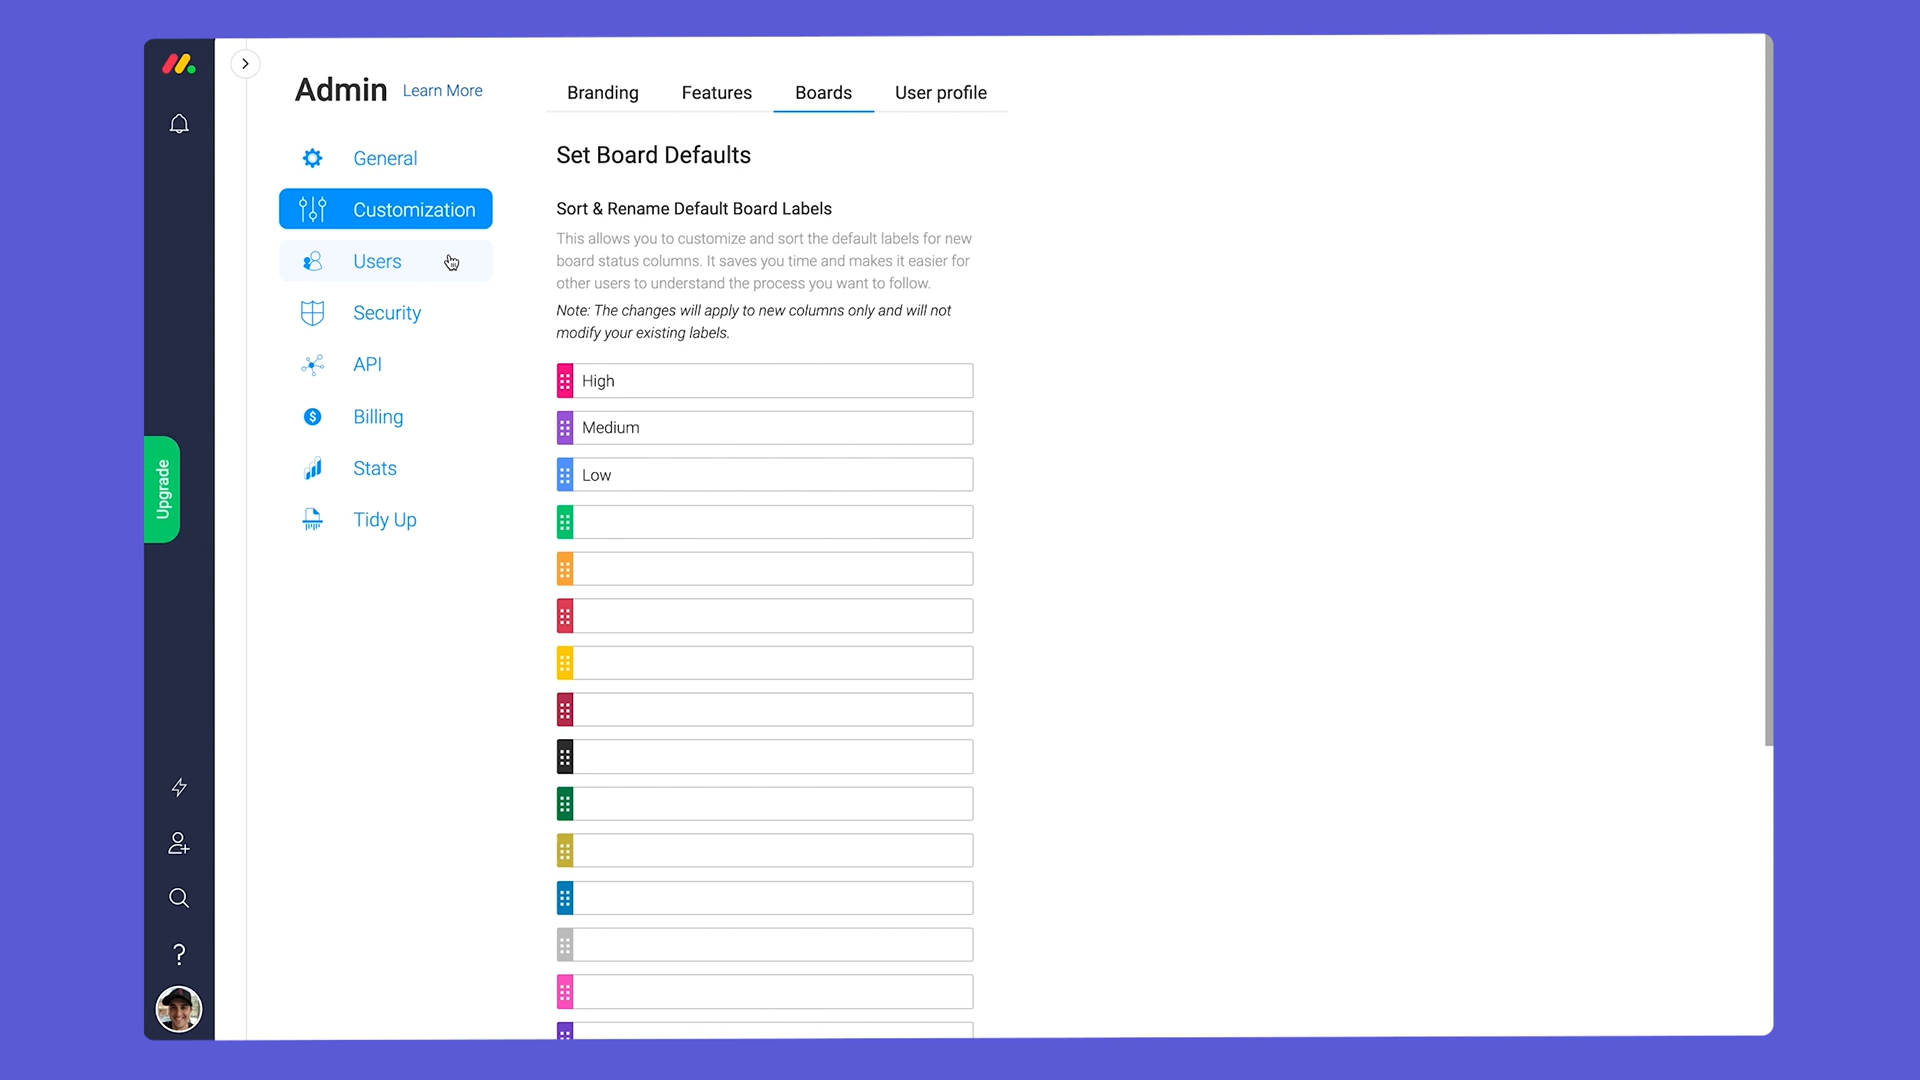 Admin
Learn More
Branding
Features
Boards
User profile
General
Customization
Users
Security
API
Billing
Stats
Tidy Up
Upgrade
?
Set Board Defaults
Sort & Rename Default Board Labels
This allows you to customize and sort the default labels for new
board status columns. It saves you time and makes it easier for
other users to understand the process you want to follow.
Note: The changes will apply to new columns only and will not
modify your existing labels.
High
Medium
Low